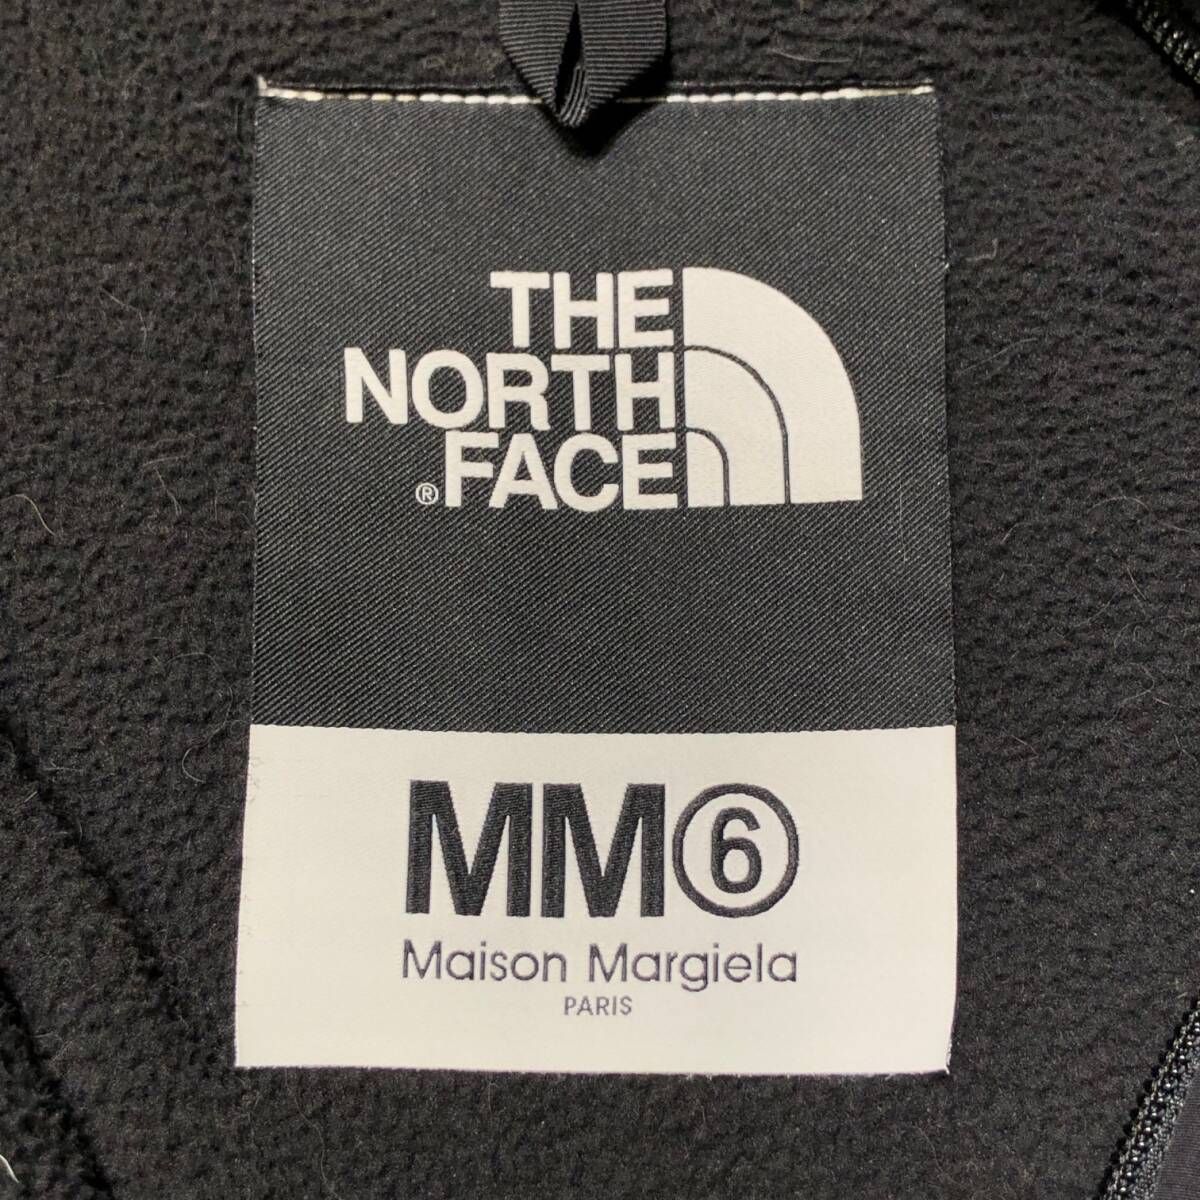 THE
NORTH
®FACE
MM⑥
Maison Margiela
PARIS